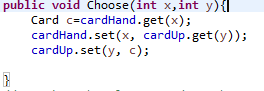 public void Choose(int x,int y){
Card c=cardHand.get(x);
cardHand.set(x, cardUp.get(y));
cardUp.set(y, c);
}